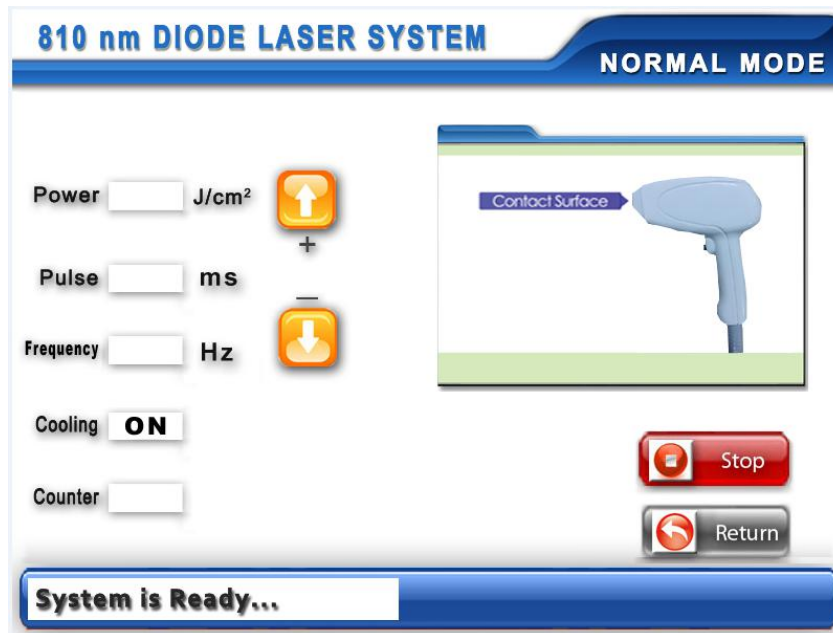 810 nm DIODE LASER SYSTEM
NORMAL MODE
Power J/cm²
+
Pulse ms
—
Frequency Hz
Cooling ON
Counter
Contact Surface
Stop
Return
System is Ready...